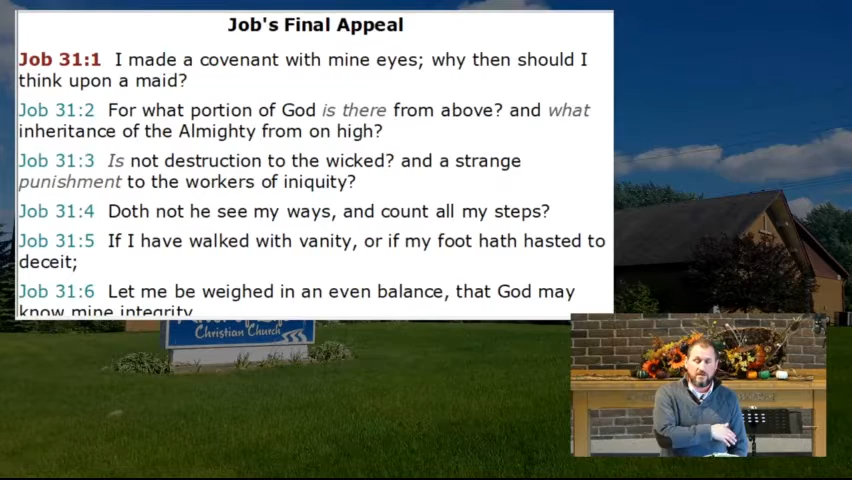 Job's Final Appeal
Job 31:1 I made a covenant with mine eyes; why then should I
think upon a maid?
Job 31:2 For what portion of God is there from above? and what
inheritance of the Almighty from on high?
Job 31:3 Is not destruction to the wicked? and a strange
punishment to the workers of iniquity?
Job 31:4 Doth not he see my ways, and count all my steps?
Job 31:5 If I have walked with vanity, or if my foot hath hasted to
deceit;
Job 31:6 Let me be weighed in an even balance, that God may
know mine integrity
Christian Church